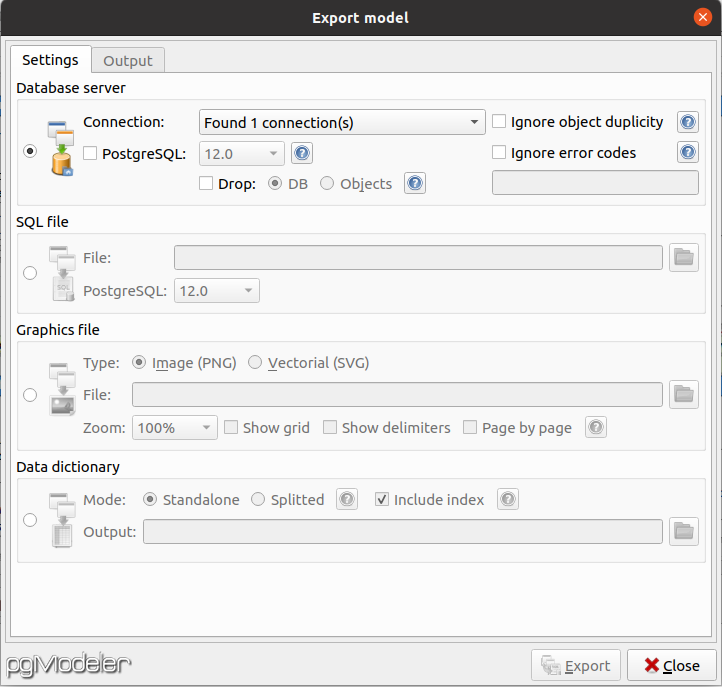 Export model
Settings Output
Database server
Connection: Found 1 connection(s) Ignore object duplicity
PostgreSQL: 12.0 Ignore error codes
Drop: DB Objects
SQL file
File:
SQL
PostgreSQL: 12.0
Graphics file
Type: Image (PNG) Vectorial (SVG)
File:
Zoom: 100% Show grid Show delimiters Page by page
Data dictionary
Mode: Standalone Splitted Include index
Output:
pgModeler Export Close